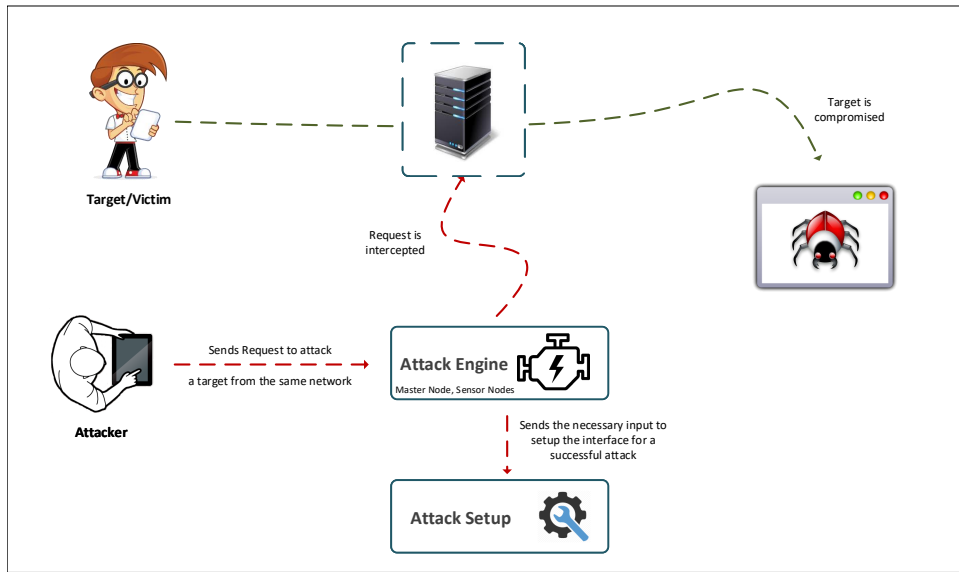 Target/Victim
Target is
compromised
Request is
intercepted
Sends Request to attack
a target from the same network
Attacker
Attack Engine
Master Node, Sensor Nodes
Sends the necessary input to
setup the interface for a
successful attack
Attack Setup